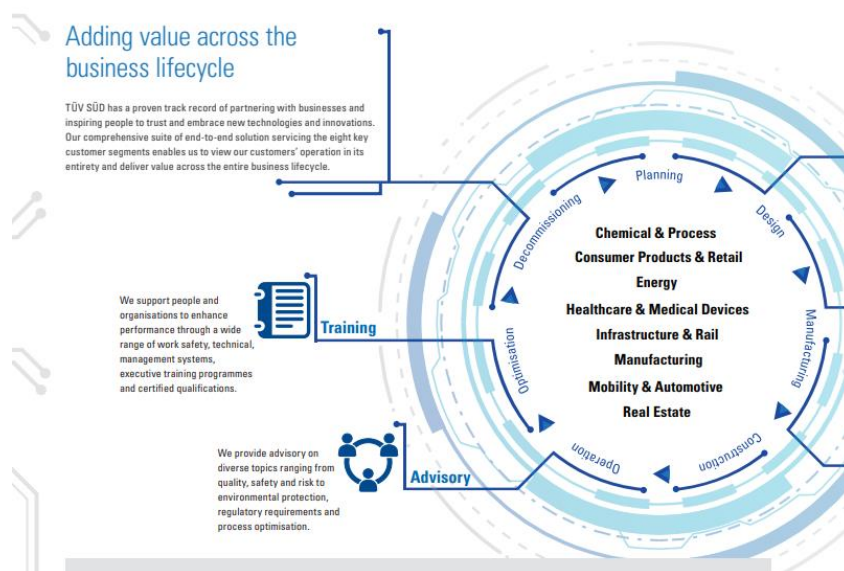 Adding value across the
business lifecycle
TÜV SÜD has a proven track record of partnering with businesses and
inspiring people to trust and embrace new technologies and innovations.
Our comprehensive suite of end-to-end solution servicing the eight key
customer segments enables us to view our customers' operation in its
entirety and deliver value across the entire business lifecycle.
Planning
Design
Manufacturing
Construction
Operation
Optimisation
Decommissioning
Chemical & Process
Consumer Products & Retail
Energy
Healthcare & Medical Devices
Infrastructure & Rail
Manufacturing
Mobility & Automotive
Real Estate
We support people and
organisations to enhance
performance through a wide
range of work safety, technical,
management systems,
executive training programmes
and certified qualifications.
Training
We provide advisory on
diverse topics ranging from
quality, safety and risk to
environmental protection,
regulatory requirements and
process optimisation.
Advisory